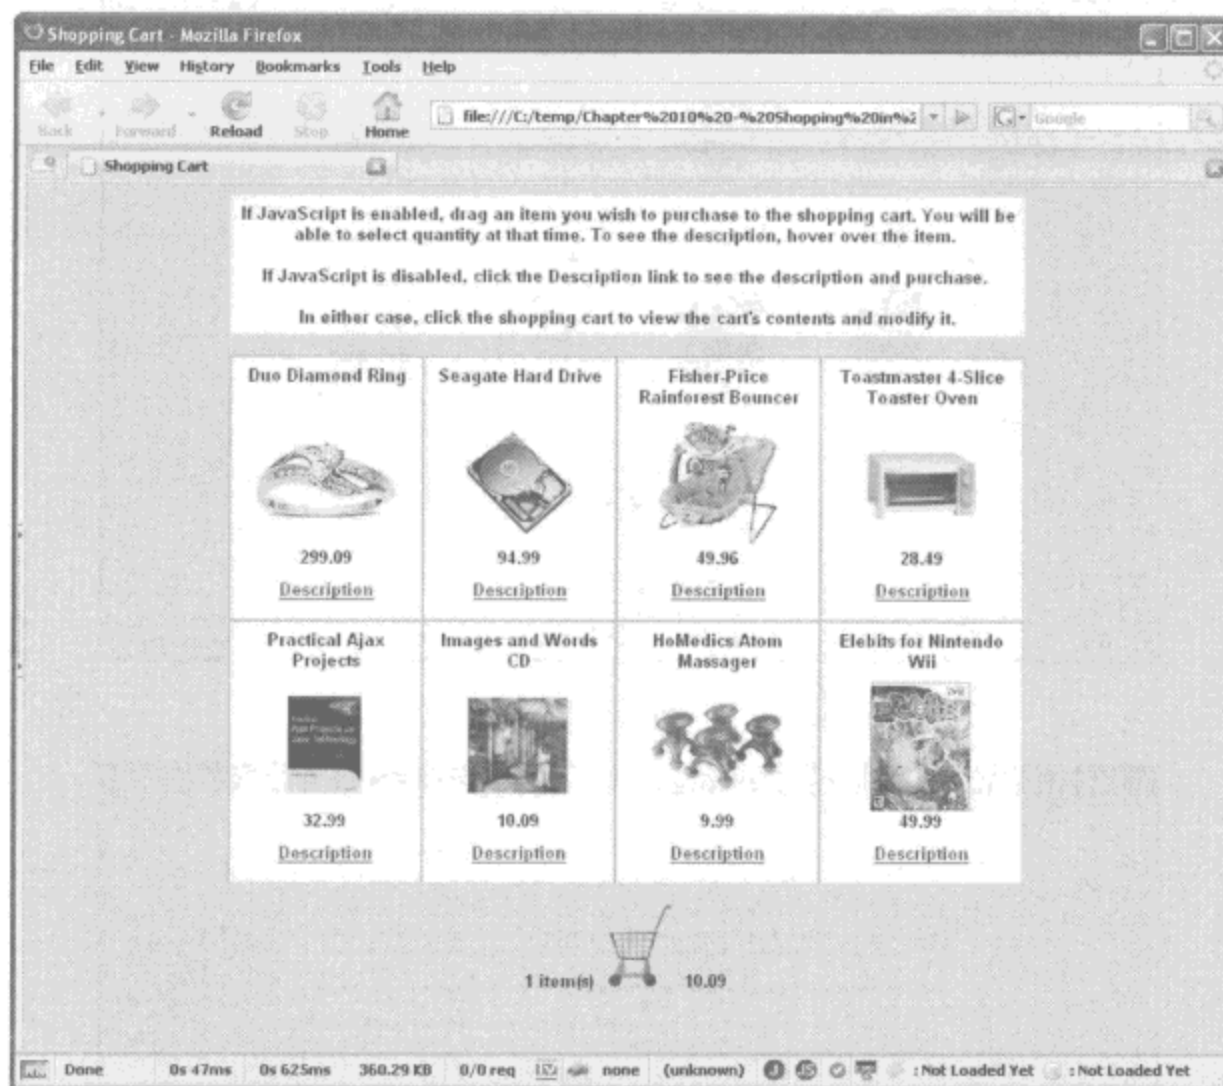 Shopping Cart - Mozilla Firefox
File Edit View History Bookmarks Tools Help
Back Forward Reload Stop Home file:///C:/temp/Chapter%2010%20-%20Shopping%20in%2 Google
Shopping Cart
If JavaScript is enabled, drag an item you wish to purchase to the shopping cart. You will be
able to select quantity at that time. To see the description, hover over the item.
If JavaScript is disabled, click the Description link to see the description and purchase.
In either case, click the shopping cart to view the cart's contents and modify it.
Duo Diamond Ring
299.09
Description
Seagate Hard Drive
94.99
Description
Fisher-Price
Rainforest Bouncer
49.96
Description
Toastmaster 4-Slice
Toaster Oven
28.49
Description
Practical Ajax
Projects
32.99
Description
Images and Words
CD
10.09
Description
HoMedics Atom
Massager
9.99
Description
Elebits for Nintendo
Wii
49.99
Description
1 item(s) 10.09
Done 0s 47ms 0s 625ms 360.29 KB 0/0 req none (unknown) J JS : Not Loaded Yet : Not Loaded Yet